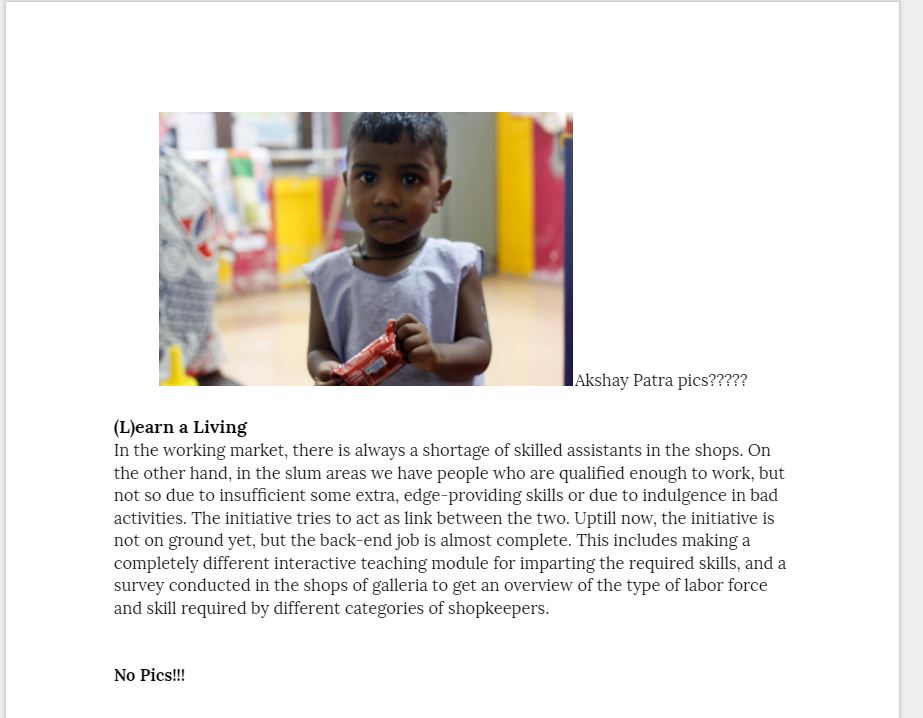 Akshay Patra pics?????
(L)earn a Living
In the working market, there is always a shortage of skilled assistants in the shops. On
the other hand, in the slum areas we have people who are qualified enough to work, but
not so due to insufficient some extra, edge-providing skills or due to indulgence in bad
activities. The initiative tries to act as link between the two. Uptill now, the initiative is
not on ground yet, but the back-end job is almost complete. This includes making a
completely different interactive teaching module for imparting the required skills, and a
survey conducted in the shops of galleria to get an overview of the type of labor force
and skill required by different categories of shopkeepers.
No Pics!!!